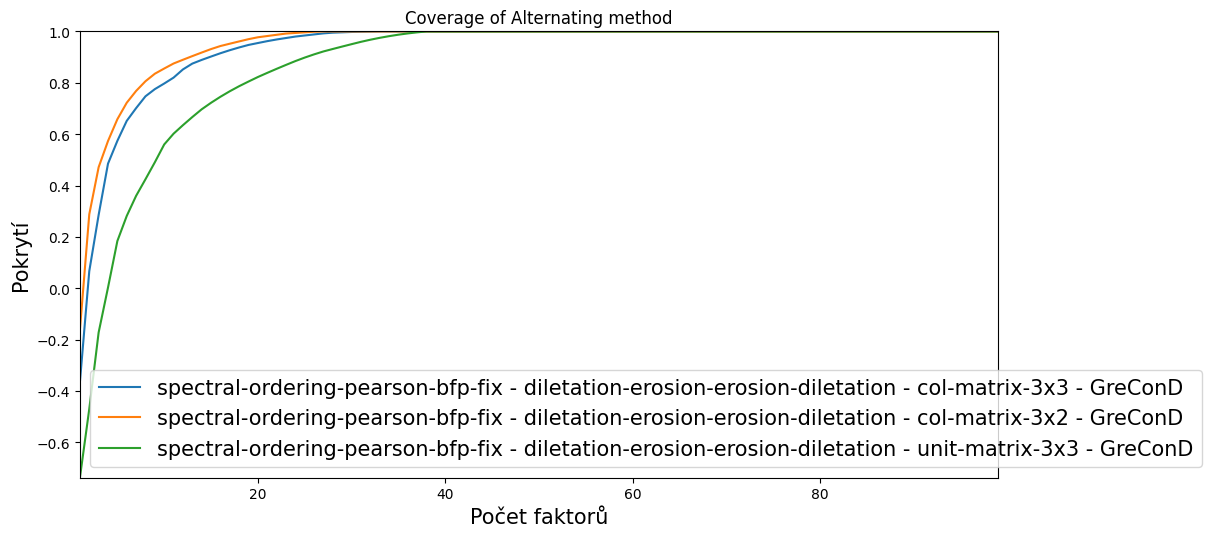 Coverage of Alternating method
1.0
0.8
0.6
0.4
0.2
0.0
−0.2
−0.4
−0.6
Pokrytí
spectral-ordering-pearson-bfp-fix - diletation-erosion-erosion-diletation - col-matrix-3x3 - GreConD
spectral-ordering-pearson-bfp-fix - diletation-erosion-erosion-diletation - col-matrix-3x2 - GreConD
spectral-ordering-pearson-bfp-fix - diletation-erosion-erosion-diletation - unit-matrix-3x3 - GreConD
20 40 60 80
Počet faktorů